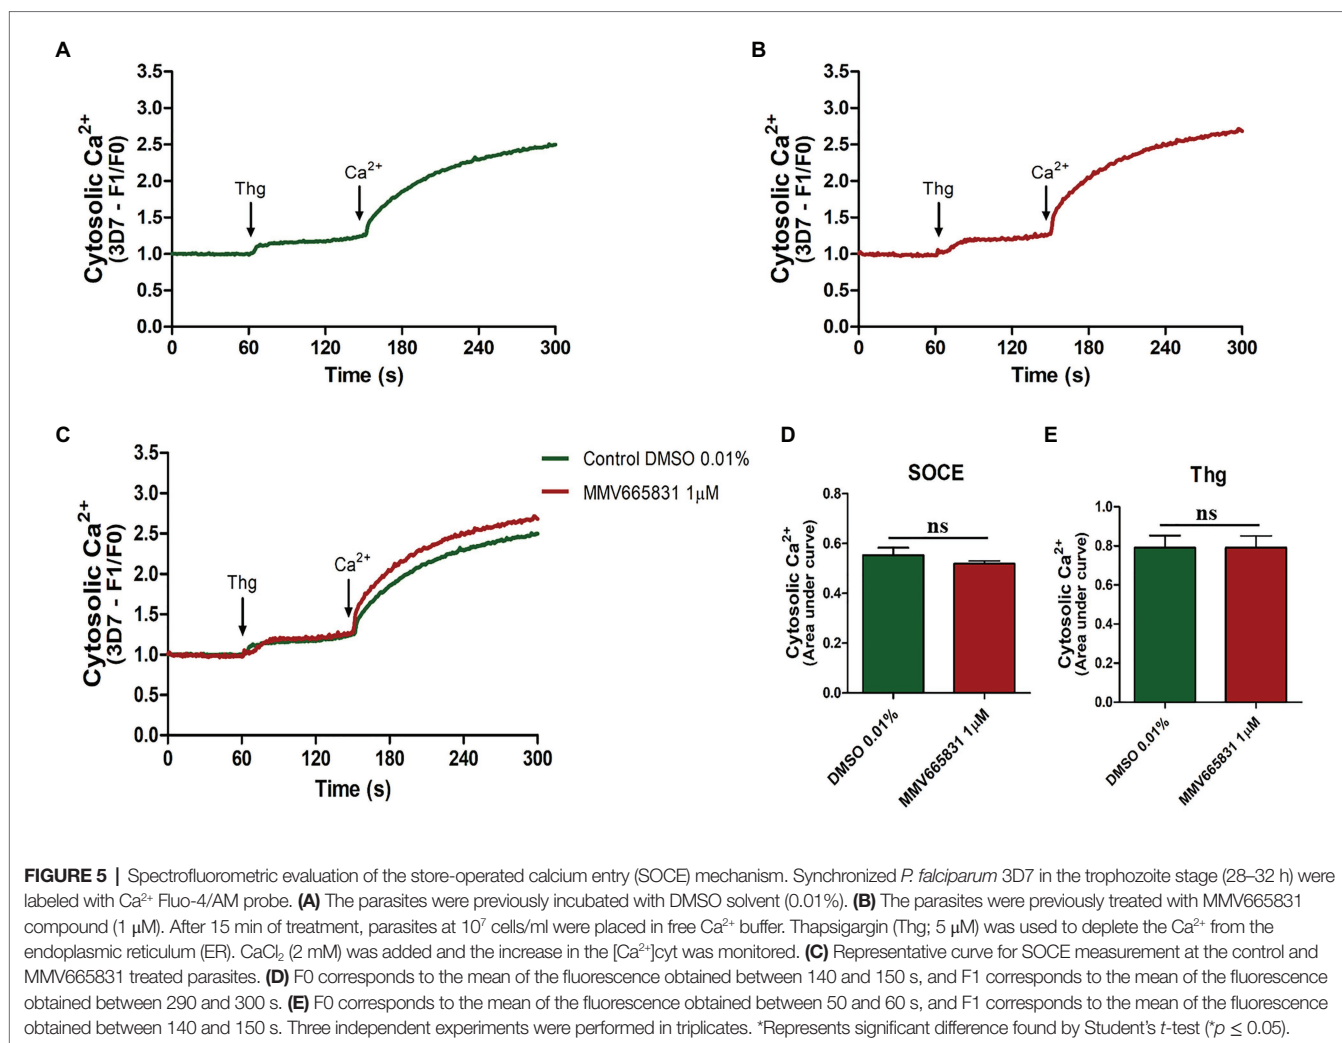 A
Cytosolic Ca²⁺
(3D7 - F1/F0)
3.5
3.0
2.5
2.0
1.5
1.0
0.5
0.0
Thg
Ca²⁺
0 60 120 180 240 300
Time (s)
B
Cytosolic Ca²⁺
(3D7 - F1/F0)
3.5
3.0
2.5
2.0
1.5
1.0
0.5
0.0
Thg
Ca²⁺
0 60 120 180 240 300
Time (s)
C
Cytosolic Ca²⁺
(3D7 - F1/F0)
3.5
3.0
2.5
2.0
1.5
1.0
0.5
0.0
Thg
Ca²⁺
0 60 120 180 240 300
Time (s)
Control DMSO 0.01%
MMV665831 1μM
D
SOCE
Cytosolic Ca²⁺
(Area under curve)
0.8
0.6
0.4
0.2
0.0
ns
DMSO 0.01%
MMV665831 1μM
E
Thg
Cytosolic Ca²⁺
(Area under curve)
1.0
0.8
0.6
0.4
0.2
0.0
ns
DMSO 0.01%
MMV665831 1μM
FIGURE 5 | Spectrofluorometric evaluation of the store-operated calcium entry (SOCE) mechanism. Synchronized P. falciparum 3D7 in the trophozoite stage (28–32 h) were
labeled with Ca²⁺ Fluo-4/AM probe. (A) The parasites were previously incubated with DMSO solvent (0.01%). (B) The parasites were previously treated with MMV665831
compound (1 μM). After 15 min of treatment, parasites at 10⁷ cells/ml were placed in free Ca²⁺ buffer. Thapsigargin (Thg; 5 μM) was used to deplete the Ca²⁺ from the
endoplasmic reticulum (ER). CaCl₂ (2 mM) was added and the increase in the [Ca²⁺]cyt was monitored. (C) Representative curve for SOCE measurement at the control and
MMV665831 treated parasites. (D) F0 corresponds to the mean of the fluorescence obtained between 140 and 150 s, and F1 corresponds to the mean of the fluorescence
obtained between 290 and 300 s. (E) F0 corresponds to the mean of the fluorescence obtained between 50 and 60 s, and F1 corresponds to the mean of the fluorescence
obtained between 140 and 150 s. Three independent experiments were performed in triplicates. *Represents significant difference found by Student's t-test (*p ≤ 0.05).